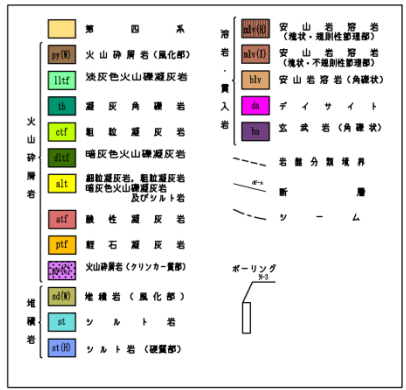 第四系
火山砕屑岩
py(W) 火山砕屑岩(風化部)
lltf 淡灰色火山礫凝灰岩
tb 凝灰角礫岩
ctf 粗粒凝灰岩
dltf 暗灰色火山礫凝灰岩
alt 細粒凝灰岩, 粗粒凝灰岩
暗灰色火山礫凝灰岩
及びシルト岩
atf 酸性凝灰岩
ptf 軽石凝灰岩
火山砕屑岩(クリンカー質部)
堆積岩
sd(W) 堆積岩(風化部)
st シルト岩
st(H) シルト岩(硬質部)
溶岩・貫入岩
mlv(H) 安山岩溶岩
(塊状・規則性節理部)
mlv(I) 安山岩溶岩
(塊状・不規則性節理部)
blv 安山岩溶岩(角礫状)
da デイサイト
ba 玄武岩(角礫状)
岩盤分類境界
断層
シーム
ボーリング
N-3